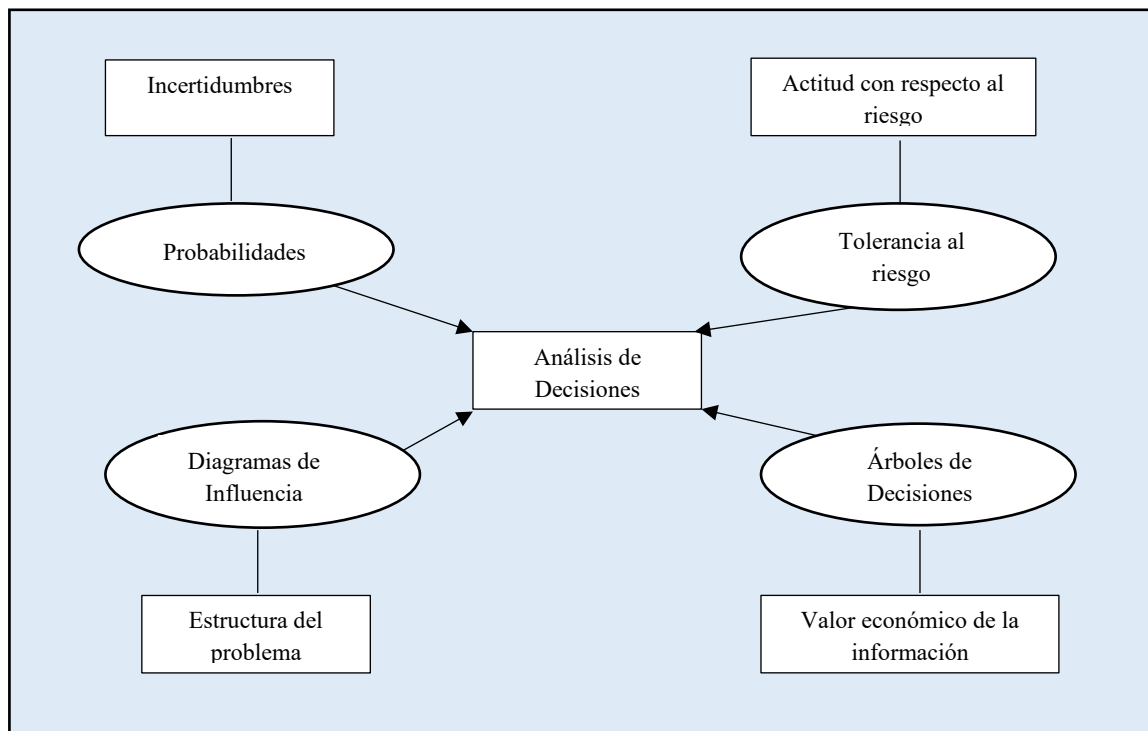 Incertidumbres
Actitud con respecto al
riesgo
Probabilidades
Tolerancia al
riesgo
Análisis de
Decisiones
Diagramas de
Influencia
Árboles de
Decisiones
Estructura del
problema
Valor económico de la
información